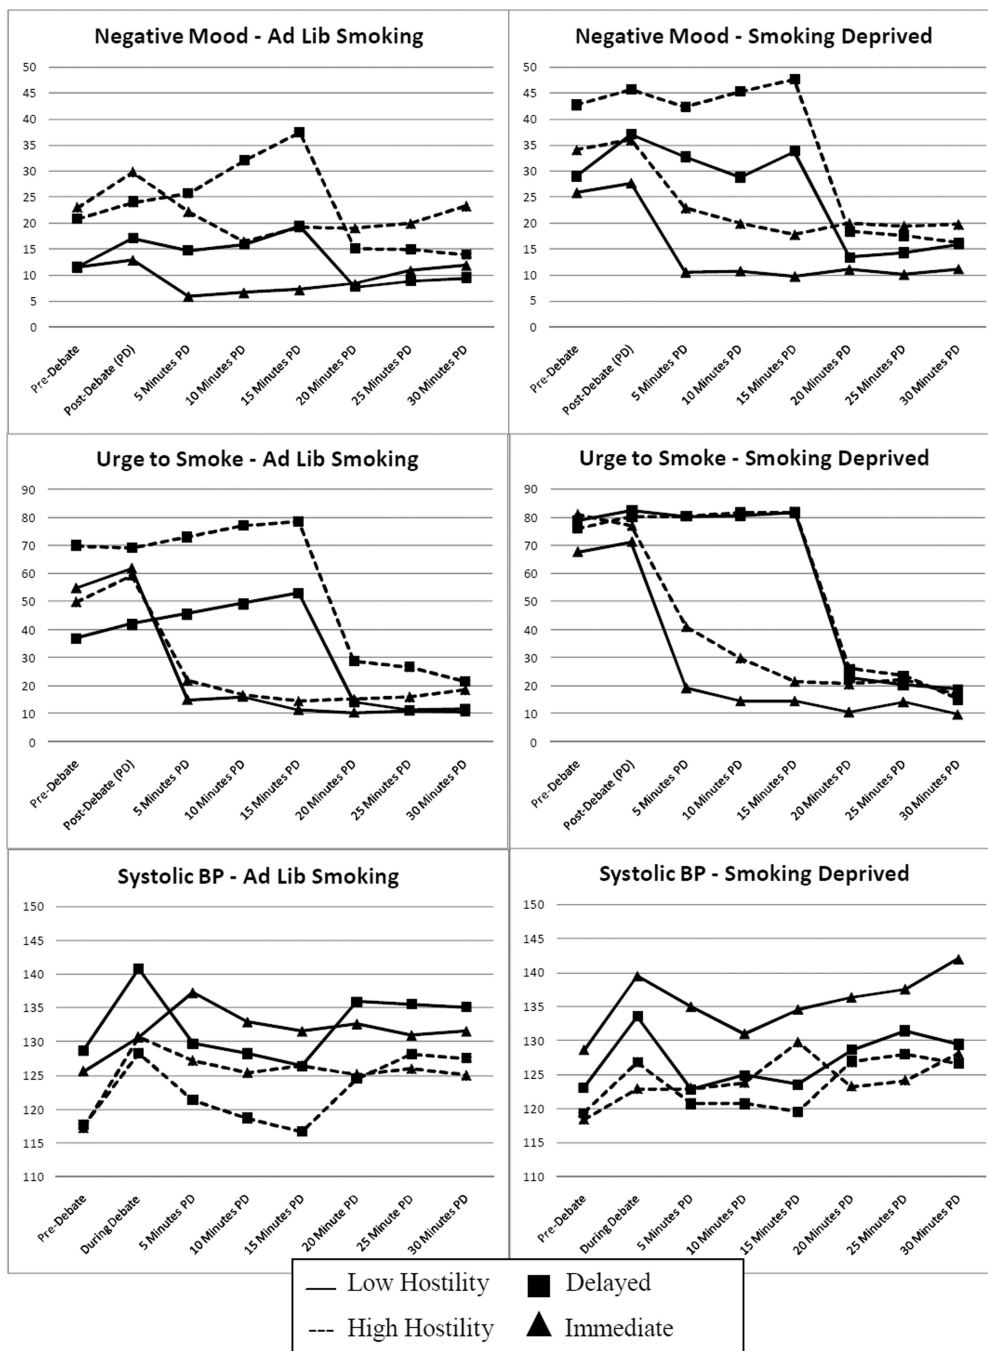 Negative Mood - Ad Lib Smoking
50
45
40
35
30
25
20
15
10
5
0
Pre-Debate
Post-Debate (PD)
5 Minutes PD
10 Minutes PD
15 Minutes PD
20 Minutes PD
25 Minutes PD
30 Minutes PD
Negative Mood - Smoking Deprived
50
45
40
35
30
25
20
15
10
5
0
Pre-Debate
Post-Debate (PD)
5 Minutes PD
10 Minutes PD
15 Minutes PD
20 Minutes PD
25 Minutes PD
30 Minutes PD
Urge to Smoke - Ad Lib Smoking
90
80
70
60
50
40
30
20
10
0
Pre-Debate
Post-Debate (PD)
5 Minutes PD
10 Minutes PD
15 Minutes PD
20 Minutes PD
25 Minutes PD
30 Minutes PD
Urge to Smoke - Smoking Deprived
90
80
70
60
50
40
30
20
10
0
Pre-Debate
Post-Debate (PD)
5 Minutes PD
10 Minutes PD
15 Minutes PD
20 Minutes PD
25 Minutes PD
30 Minutes PD
Systolic BP - Ad Lib Smoking
150
145
140
135
130
125
120
115
110
Pre-Debate
During Debate
5 Minutes PD
10 Minutes PD
15 Minutes PD
20 Minute PD
25 Minute PD
30 Minutes PD
Systolic BP - Smoking Deprived
150
145
140
135
130
125
120
115
110
Pre-Debate
During Debate
5 Minutes PD
10 Minutes PD
15 Minutes PD
20 Minutes PD
25 Minutes PD
30 Minutes PD
Low Hostility
Delayed
High Hostility
Immediate